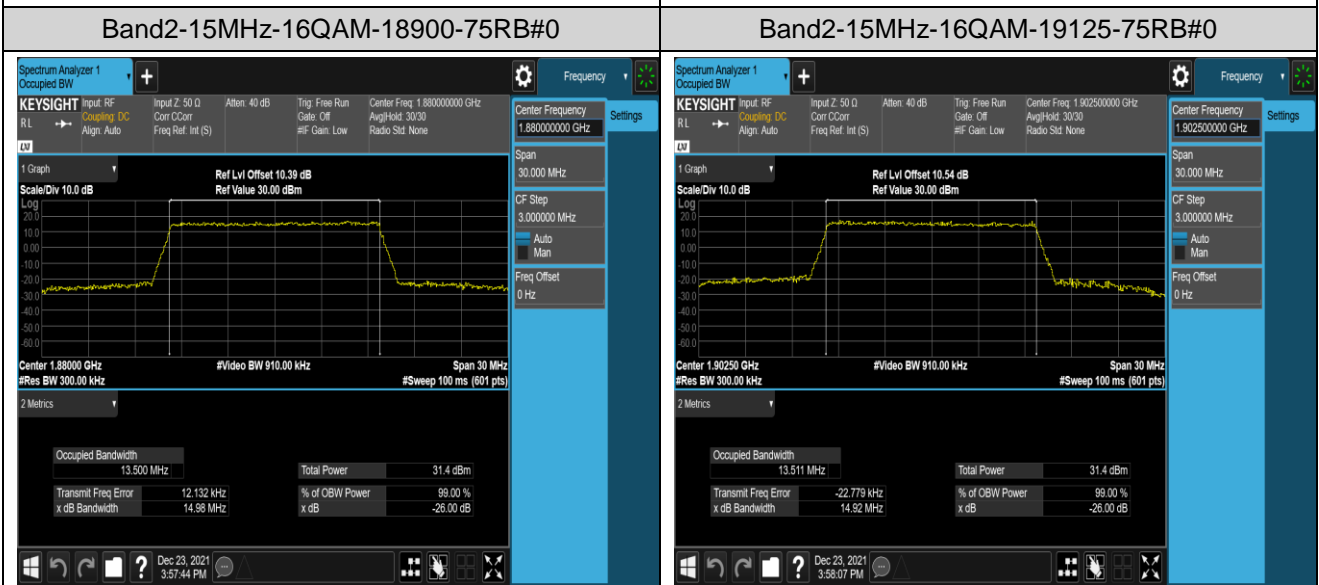 Band2-15MHz-16QAM-18900-75RB#0
Spectrum Analyzer 1
Occupied BW
+
Frequency
KEYSIGHT
RL
LXI
Input: RF
Coupling: DC
Align: Auto
Input Z: 50 Ω
Corr CCorr
Freq Ref: Int (S)
Atten: 40 dB
Trig: Free Run
Gate: Off
#IF Gain: Low
Center Freq: 1.880000000 GHz
Avg|Hold: 30/30
Radio Std: None
Center Frequency
1.880000000 GHz
Settings
Span
30.000 MHz
CF Step
3.000000 MHz
Auto
Man
Freq Offset
0 Hz
1 Graph
Ref Lvl Offset 10.39 dB
Scale/Div 10.0 dB
Ref Value 30.00 dBm
Log
20.0
10.0
0.00
-10.0
-20.0
-30.0
-40.0
-50.0
-60.0
Center 1.88000 GHz
#Video BW 910.00 kHz
Span 30 MHz
#Res BW 300.00 kHz
#Sweep 100 ms (601 pts)
2 Metrics
Occupied Bandwidth
13.500 MHz
Total Power 31.4 dBm
Transmit Freq Error 12.132 kHz
% of OBW Power 99.00 %
x dB Bandwidth 14.98 MHz
x dB -26.00 dB
?
Dec 23, 2021
3:57:44 PM
Band2-15MHz-16QAM-19125-75RB#0
Spectrum Analyzer 1
Occupied BW
+
Frequency
KEYSIGHT
RL
LXI
Input: RF
Coupling: DC
Align: Auto
Input Z: 50 Ω
Corr CCorr
Freq Ref: Int (S)
Atten: 40 dB
Trig: Free Run
Gate: Off
#IF Gain: Low
Center Freq: 1.902500000 GHz
Avg|Hold: 30/30
Radio Std: None
Center Frequency
1.902500000 GHz
Settings
Span
30.000 MHz
CF Step
3.000000 MHz
Auto
Man
Freq Offset
0 Hz
1 Graph
Ref Lvl Offset 10.54 dB
Scale/Div 10.0 dB
Ref Value 30.00 dBm
Log
20.0
10.0
0.00
-10.0
-20.0
-30.0
-40.0
-50.0
-60.0
Center 1.90250 GHz
#Video BW 910.00 kHz
Span 30 MHz
#Res BW 300.00 kHz
#Sweep 100 ms (601 pts)
2 Metrics
Occupied Bandwidth
13.511 MHz
Total Power 31.4 dBm
Transmit Freq Error -22.779 kHz
% of OBW Power 99.00 %
x dB Bandwidth 14.92 MHz
x dB -26.00 dB
?
Dec 23, 2021
3:58:07 PM